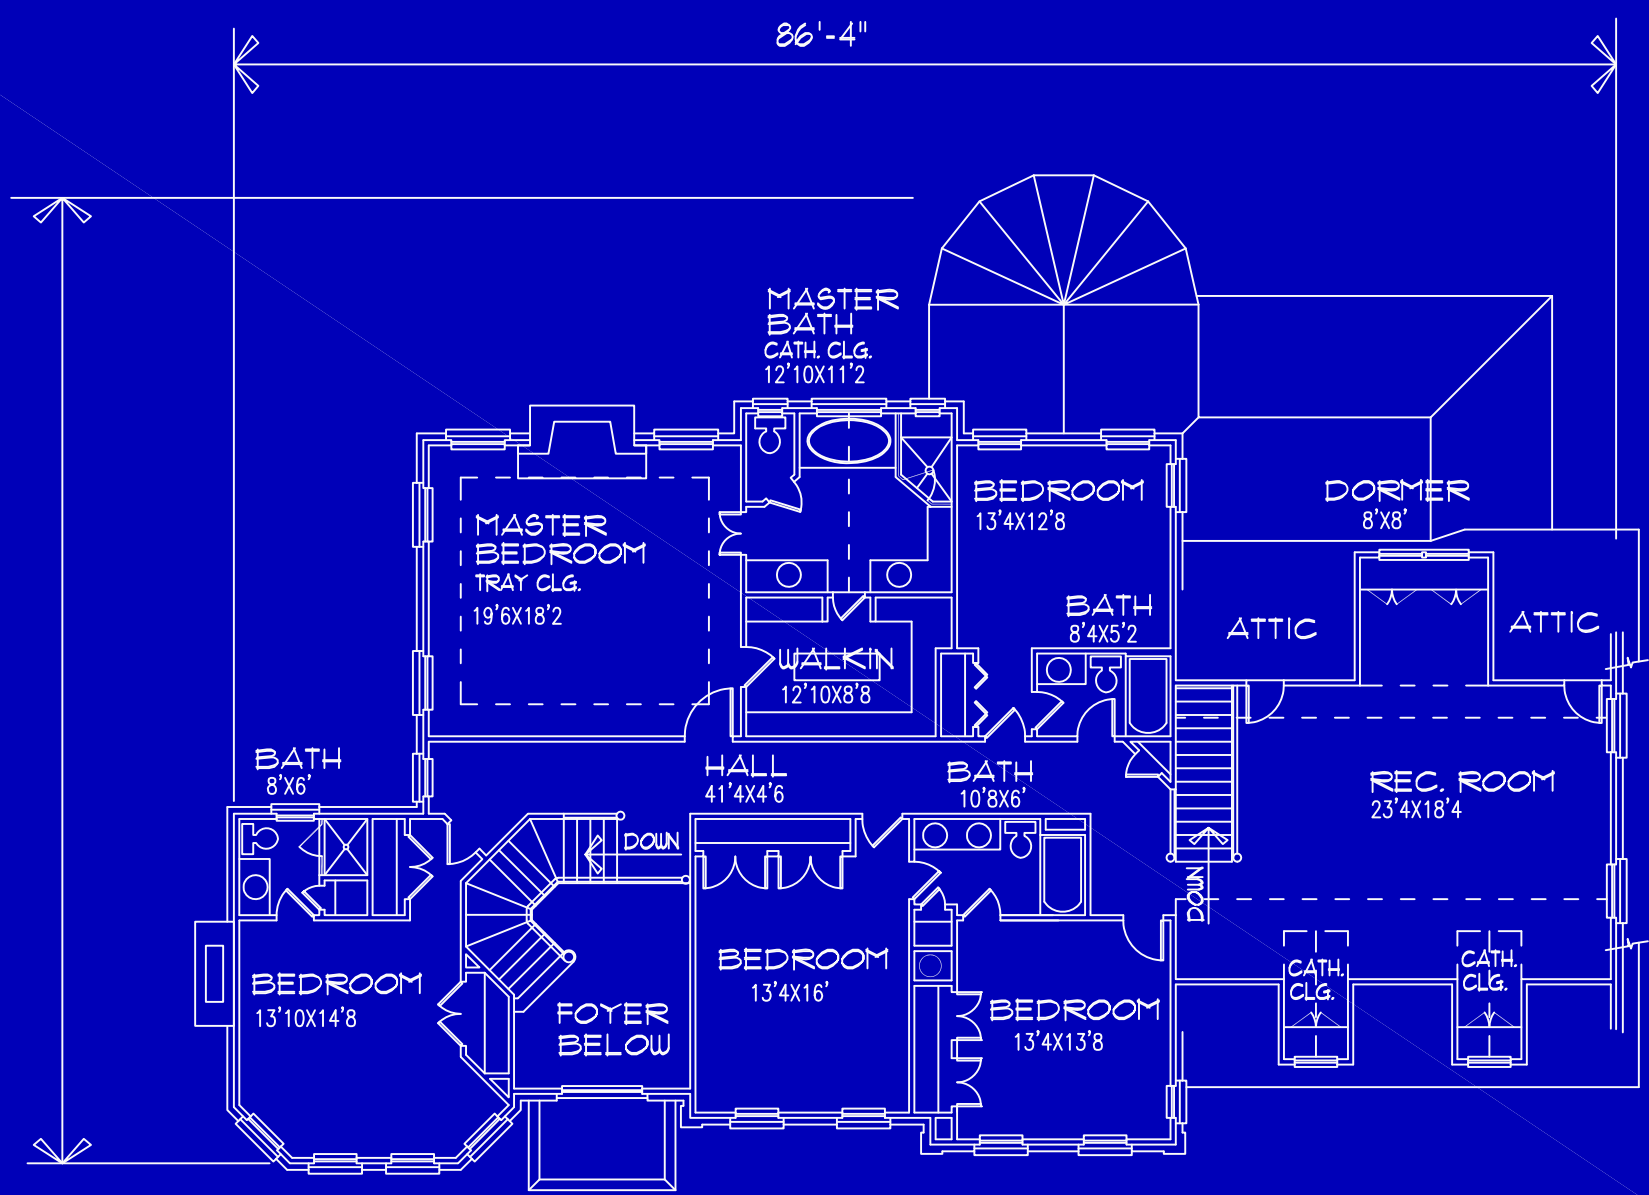 86'-4"
MASTER
BATH
CATH. CLG.
12'10X11'2
BEDROOM
13'4X12'8
DORMER
8'X8'
MASTER
BEDROOM
TRAY CLG.
19'6X18'2
BATH
8'4X5'2
ATTIC
ATTIC
WALKIN
12'10X8'8
BATH
8'X6'
HALL
41'4X4'6
BATH
10'8X6'
REC. ROOM
23'4X18'4
DOWN
DOWN
BEDROOM
13'10X14'8
FOYER
BELOW
BEDROOM
13'4X16'
BEDROOM
13'4X13'8
CATH.
CLG.
CATH.
CLG.